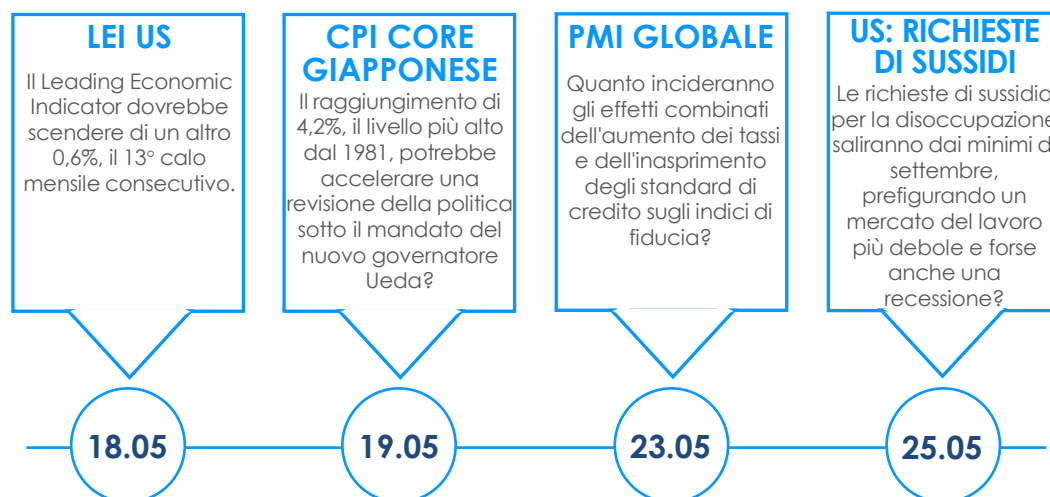 LEI US
Il Leading Economic
Indicator dovrebbe
scendere di un altro
0,6%, il 13° calo
mensile consecutivo.
CPI CORE
GIAPPONESE
Il raggiungimento di
4,2%, il livello più alto
dal 1981, potrebbe
accelerare una
revisione della politica
sotto il mandato del
nuovo governatore
Ueda?
PMI GLOBALE
Quanto incideranno
gli effetti combinati
dell'aumento dei tassi
e dell'inasprimento
degli standard di
credito sugli indici di
fiducia?
US: RICHIESTE
DI SUSSIDI
Le richieste di sussidio
per la disoccupazione
saliranno dai minimi d
settembre,
prefigurando un
mercato del lavoro
più debole e forse
anche una
recessione?
18.05
19.05
23.05
25.05